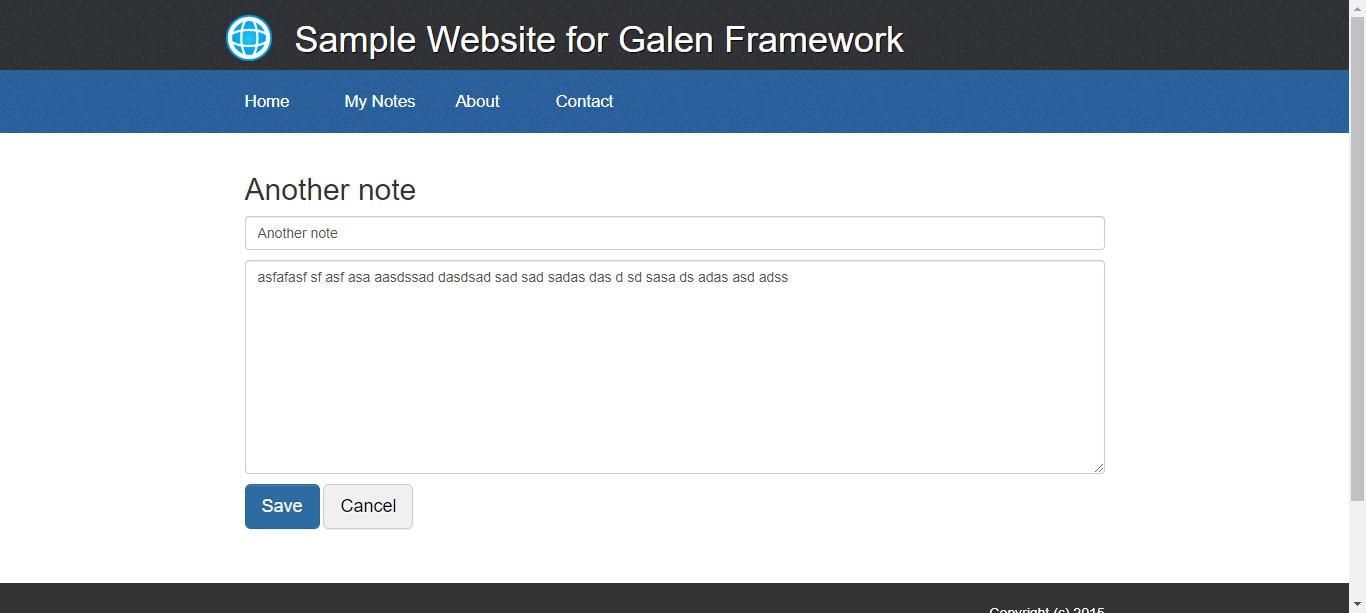 Sample Website for Galen Framework
Home My Notes About Contact
Another note
Another note
asfafasf sf asf asa aasdssad dasdsad sad sad sadas das d sd sasa ds adas asd adss
Save Cancel
Copyright (c) 2015